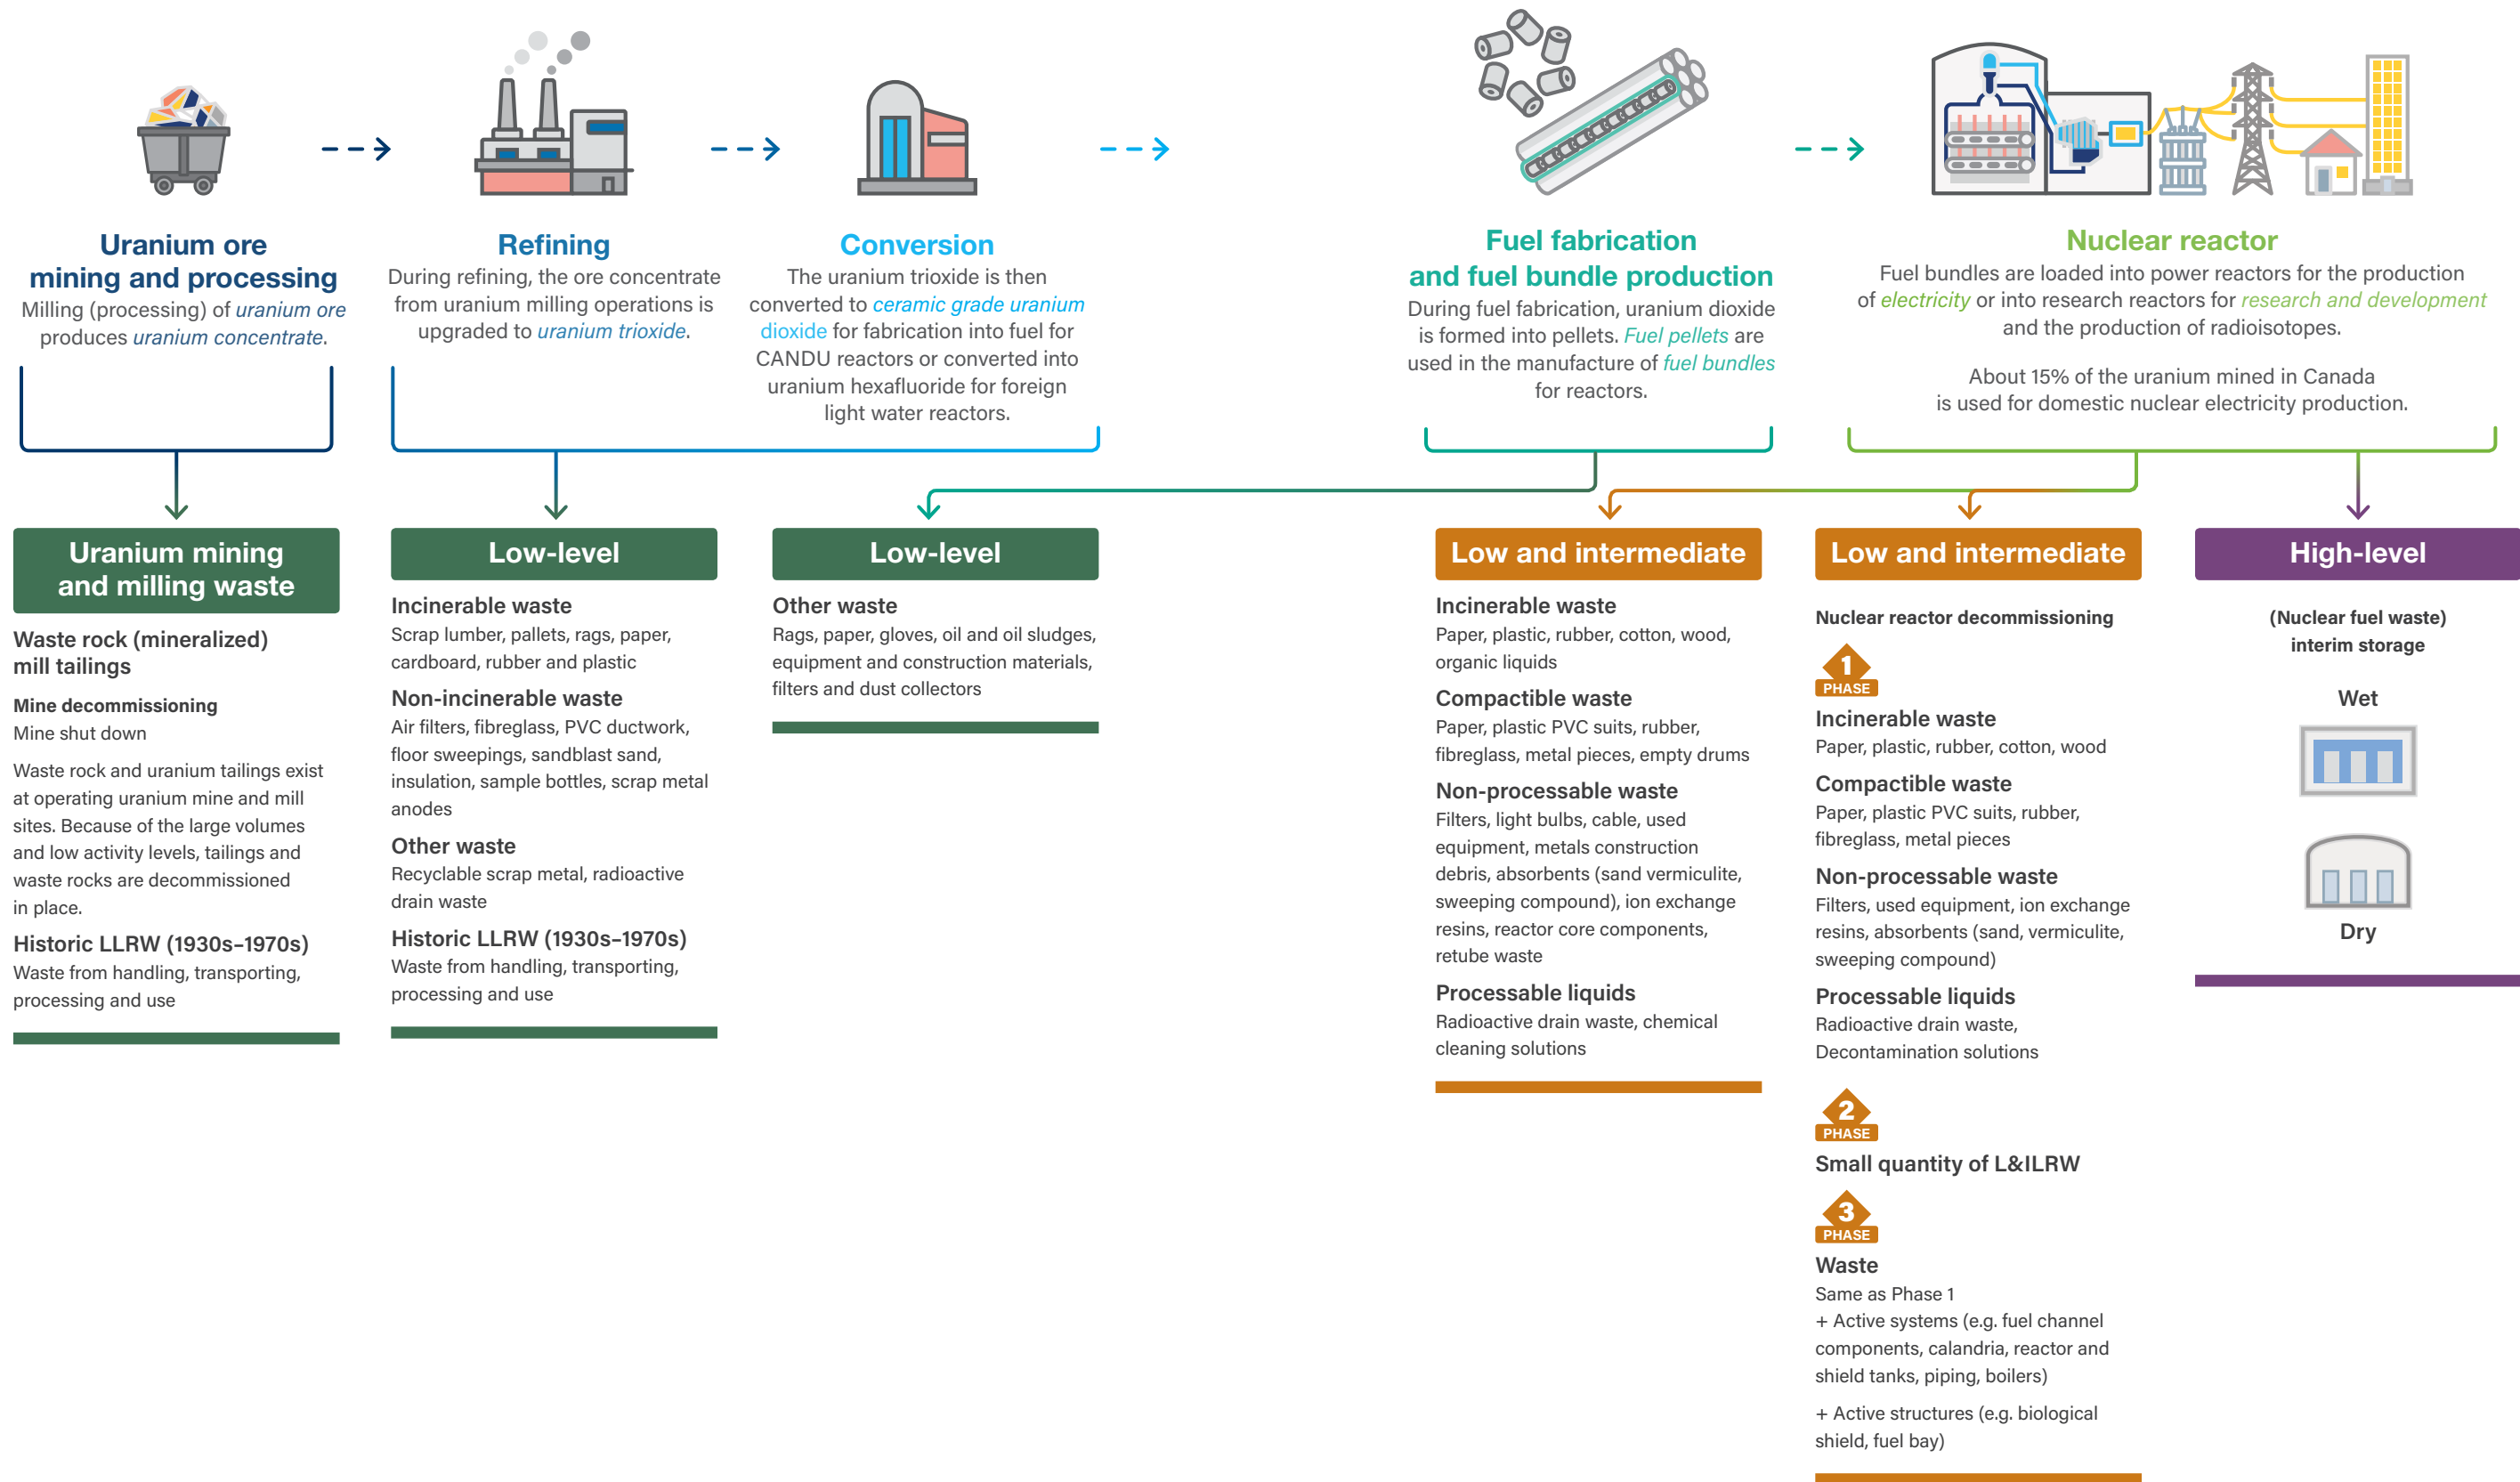 Uranium ore
mining and processing
Milling (processing) of uranium ore
produces uranium concentrate.
Refining
During refining, the ore concentrate
from uranium milling operations is
upgraded to uranium trioxide.
Conversion
The uranium trioxide is then
converted to ceramic grade uranium
dioxide for fabrication into fuel for
CANDU reactors or converted into
uranium hexafluoride for foreign
light water reactors.
Fuel fabrication
and fuel bundle production
During fuel fabrication, uranium dioxide
is formed into pellets. Fuel pellets are
used in the manufacture of fuel bundles
for reactors.
Nuclear reactor
Fuel bundles are loaded into power reactors for the production
of electricity or into research reactors for research and development
and the production of radioisotopes.
About 15% of the uranium mined in Canada
is used for domestic nuclear electricity production.
Uranium mining
and milling waste
Waste rock (mineralized)
mill tailings
Mine decommissioning
Mine shut down
Waste rock and uranium tailings exist
at operating uranium mine and mill
sites. Because of the large volumes
and low activity levels, tailings and
waste rocks are decommissioned
in place.
Historic LLRW (1930s–1970s)
Waste from handling, transporting,
processing and use
Low-level
Incinerable waste
Scrap lumber, pallets, rags, paper,
cardboard, rubber and plastic
Non-incinerable waste
Air filters, fibreglass, PVC ductwork,
floor sweepings, sandblast sand,
insulation, sample bottles, scrap metal
anodes
Other waste
Recyclable scrap metal, radioactive
drain waste
Historic LLRW (1930s–1970s)
Waste from handling, transporting,
processing and use
Low-level
Other waste
Rags, paper, gloves, oil and oil sludges,
equipment and construction materials,
filters and dust collectors
Low and intermediate
Incinerable waste
Paper, plastic, rubber, cotton, wood,
organic liquids
Compactible waste
Paper, plastic PVC suits, rubber,
fibreglass, metal pieces, empty drums
Non-processable waste
Filters, light bulbs, cable, used
equipment, metals construction
debris, absorbents (sand vermiculite,
sweeping compound), ion exchange
resins, reactor core components,
retube waste
Processable liquids
Radioactive drain waste, chemical
cleaning solutions
Low and intermediate
Nuclear reactor decommissioning
1
PHASE
Incinerable waste
Paper, plastic, rubber, cotton, wood
Compactible waste
Paper, plastic PVC suits, rubber,
fibreglass, metal pieces
Non-processable waste
Filters, used equipment, ion exchange
resins, absorbents (sand, vermiculite,
sweeping compound)
Processable liquids
Radioactive drain waste,
Decontamination solutions
2
PHASE
Small quantity of L&ILRW
3
PHASE
Waste
Same as Phase 1
+ Active systems (e.g. fuel channel
components, calandria, reactor and
shield tanks, piping, boilers)
+ Active structures (e.g. biological
shield, fuel bay)
High-level
(Nuclear fuel waste)
interim storage
Wet
Dry